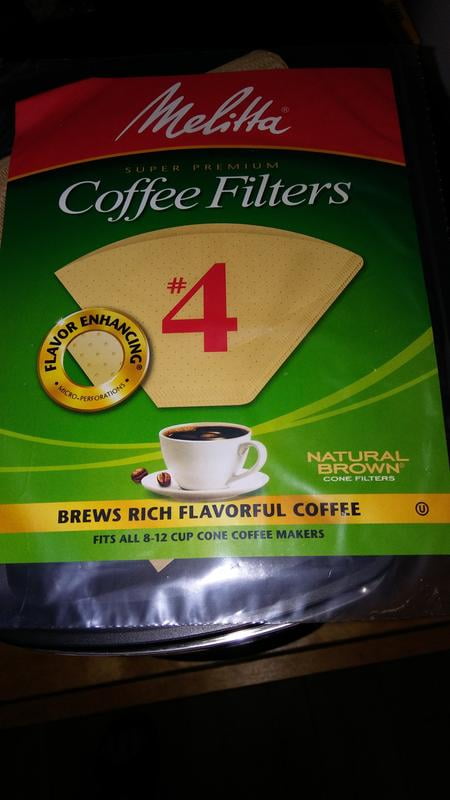 Melitta®
SUPER PREMIUM
Coffee Filters
#4
FLAVOR ENHANCING®
• MICRO-PERFORATIONS •
NATURAL
BROWN®
CONE FILTERS
BREWS RICH FLAVORFUL COFFEE
U
FITS ALL 8-12 CUP CONE COFFEE MAKERS